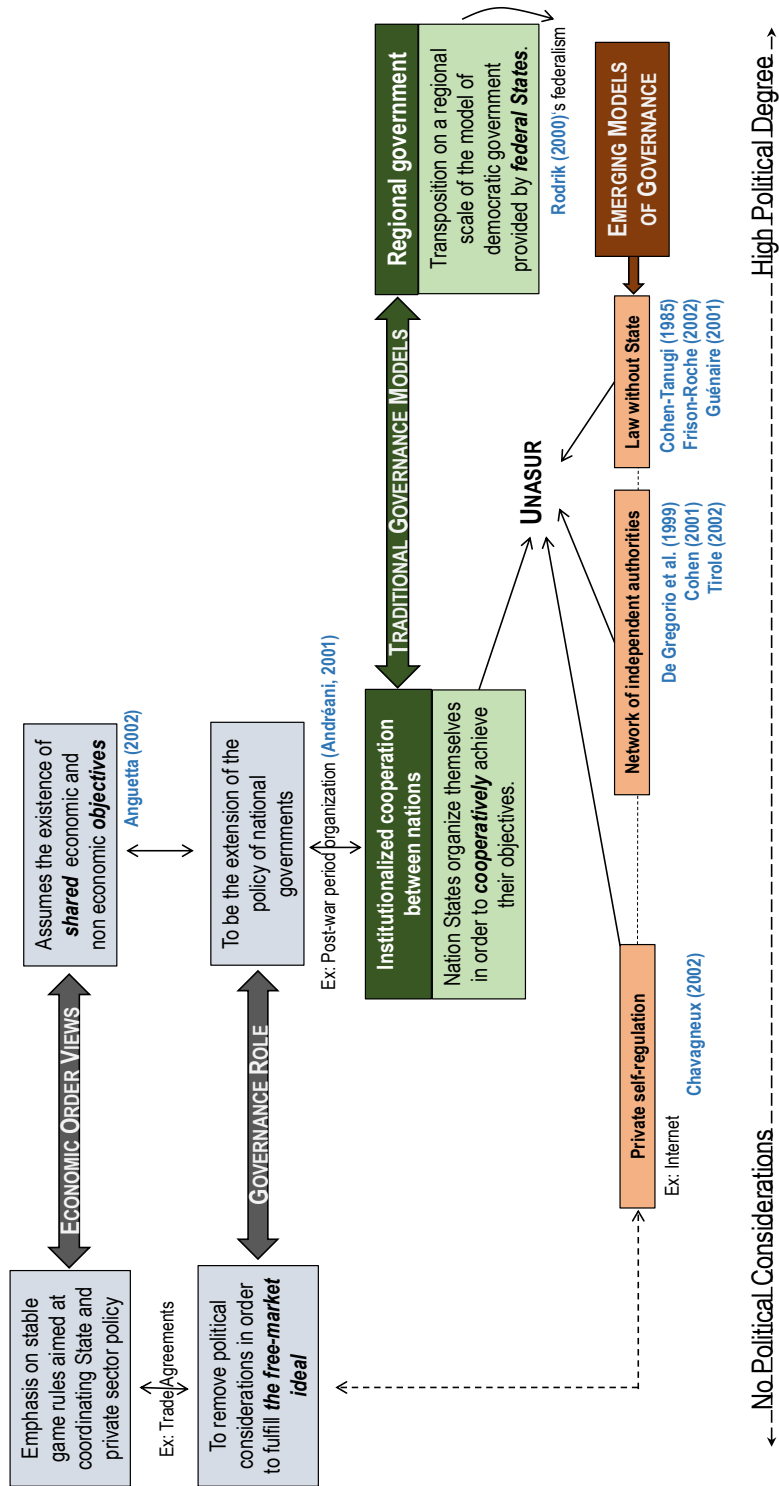 Emphasis on stable
game rules aimed at
coordinating State and
private sector policy
ECONOMIC ORDER VIEWS
Assumes the existence of
shared economic and
non economic objectives
Anguetta (2002)
Ex: Trade Agreements
To remove political
considerations in order
to fulfill the free-market
ideal
GOVERNANCE ROLE
To be the extension of the
policy of national
governments
Ex: Post-war period organization (Andréani, 2001)
Institutionalized cooperation
between nations
Nation States organize themselves
in order to cooperatively achieve
their objectives.
TRADITIONAL GOVERNANCE MODELS
Regional government
Transposition on a regional
scale of the model of
democratic government
provided by federal States.
Rodrik (2000)'s federalism
UNASUR
Private self-regulation
Ex: Internet
Chavagneux (2002)
Network of independent authorities
De Gregorio et al. (1999)
Cohen (2001)
Tirole (2002)
Law without State
Cohen-Tanugi (1985)
Frison-Roche (2002)
Guénaire (2001)
EMERGING MODELS
OF GOVERNANCE
No Political Considerations
High Political Degree